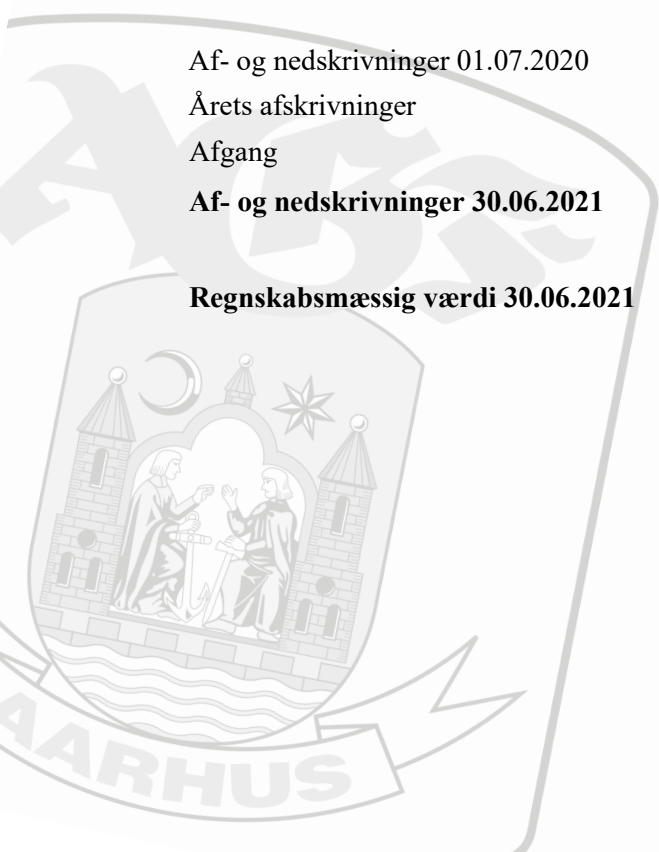 Af- og nedskrivninger 01.07.2020
Årets afskrivninger
Afgang
Af- og nedskrivninger 30.06.2021
Regnskabsmæssig værdi 30.06.2021
AGF
AARHUS